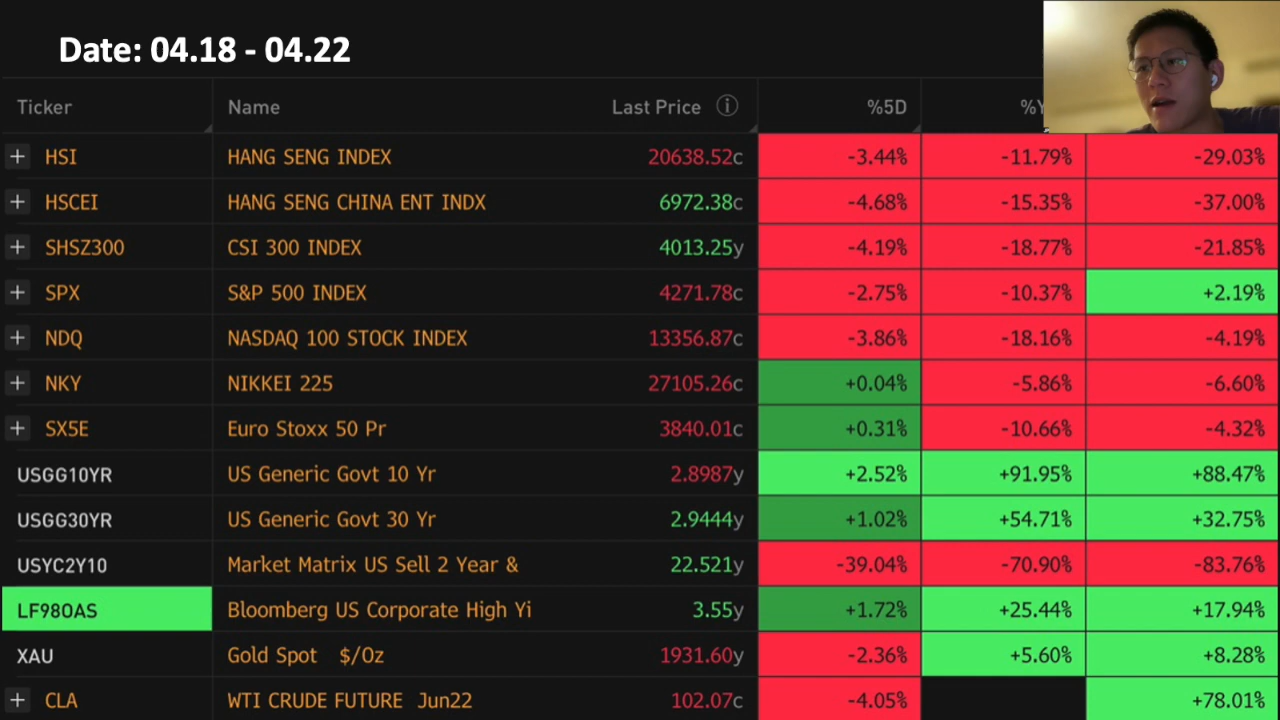 Date: 04.18 - 04.22
Ticker Name Last Price ⓘ %5D %Y
+ HSI HANG SENG INDEX 20638.52c -3.44% -11.79% -29.03%
+ HSCEI HANG SENG CHINA ENT INDX 6972.38c -4.68% -15.35% -37.00%
+ SHSZ300 CSI 300 INDEX 4013.25y -4.19% -18.77% -21.85%
+ SPX S&P 500 INDEX 4271.78c -2.75% -10.37% +2.19%
+ NDQ NASDAQ 100 STOCK INDEX 13356.87c -3.86% -18.16% -4.19%
+ NKY NIKKEI 225 27105.26c +0.04% -5.86% -6.60%
+ SX5E Euro Stoxx 50 Pr 3840.01c +0.31% -10.66% -4.32%
USGG10YR US Generic Govt 10 Yr 2.8987y +2.52% +91.95% +88.47%
USGG30YR US Generic Govt 30 Yr 2.9444y +1.02% +54.71% +32.75%
USYC2Y10 Market Matrix US Sell 2 Year & 22.521y -39.04% -70.90% -83.76%
LF98OAS Bloomberg US Corporate High Yi 3.55y +1.72% +25.44% +17.94%
XAU Gold Spot $/Oz 1931.60y -2.36% +5.60% +8.28%
+ CLA WTI CRUDE FUTURE Jun22 102.07c -4.05% +78.01%